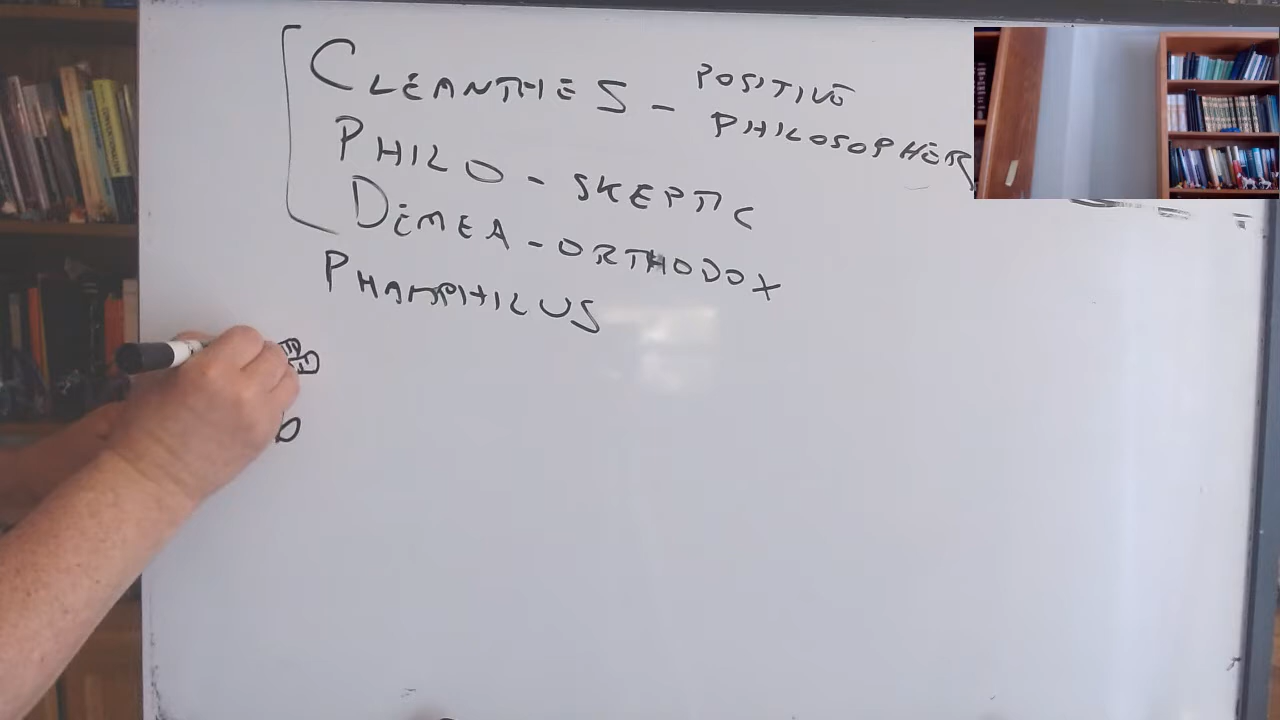 CLEANTHES - POSITIVE
PHILOSOPHER
PHILO - SKEPTIC
DEMEA - ORTHODOX
PHAMPHILUS